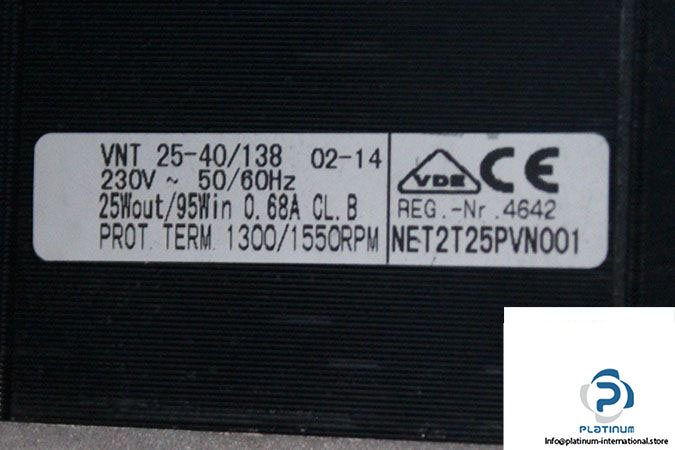 VNT 25-40/138 02-14
230V ~ 50/60Hz
25Wout/95Win 0.68A CL.B
PROT. TERM. 1300/1550RPM
VDE CE
REG.-Nr.4642
NET2T25PVN001
PLATINUM
Info@platinum-international.store